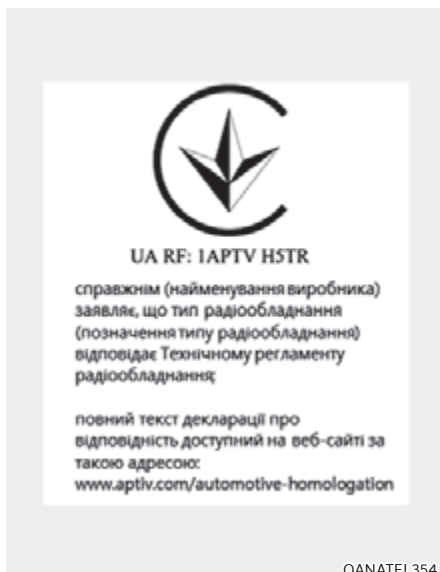 UA RF: 1APTV H5TR
справжнім (найменування виробника)
заявляє, що тип радіообладнання
(позначення типу радіообладнання)
відповідає Технічному регламенту
радіообладнання;
повний текст декларації про
відповідність доступний на веб-сайті за
такою адресою:
www.aptiv.com/automotive-homologation
OANATEL354